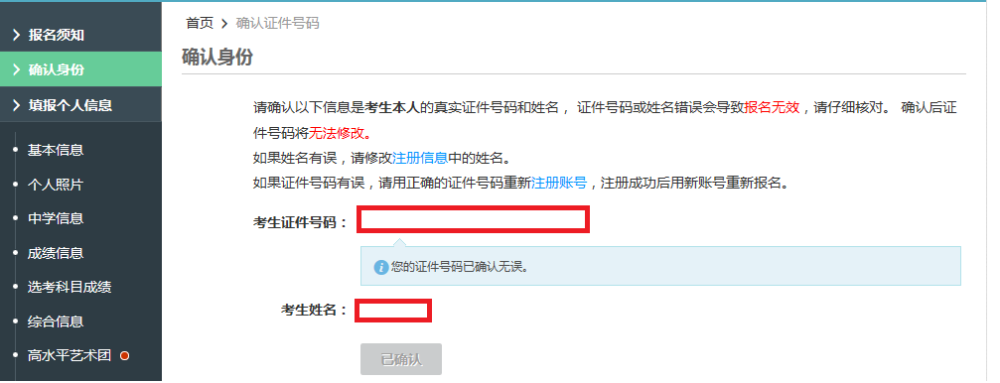 首页 > 确认证件号码
报名须知
确认身份
填报个人信息
基本信息
个人照片
中学信息
成绩信息
选考科目成绩
综合信息
高水平艺术团
确认身份
请确认以下信息是考生本人的真实证件号码和姓名， 证件号码或姓名错误会导致报名无效，请仔细核对。 确认后证
件号码将无法修改。
如果姓名有误，请修改注册信息中的姓名。
如果证件号码有误，请用正确的证件号码重新注册账号，注册成功后用新账号重新报名。
考生证件号码：
您的证件号码已确认无误。
考生姓名：
已确认